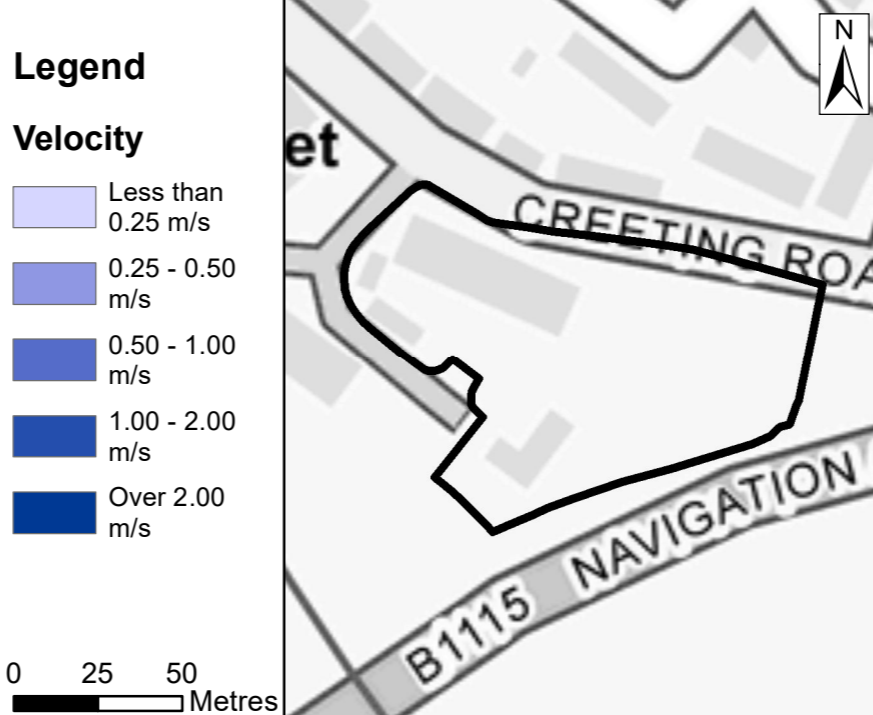 Legend
Velocity
Less than
0.25 m/s
0.25 - 0.50
m/s
0.50 - 1.00
m/s
1.00 - 2.00
m/s
Over 2.00
m/s
0 25 50
Metres
N
et
CREETING ROA
B1115 NAVIGATION